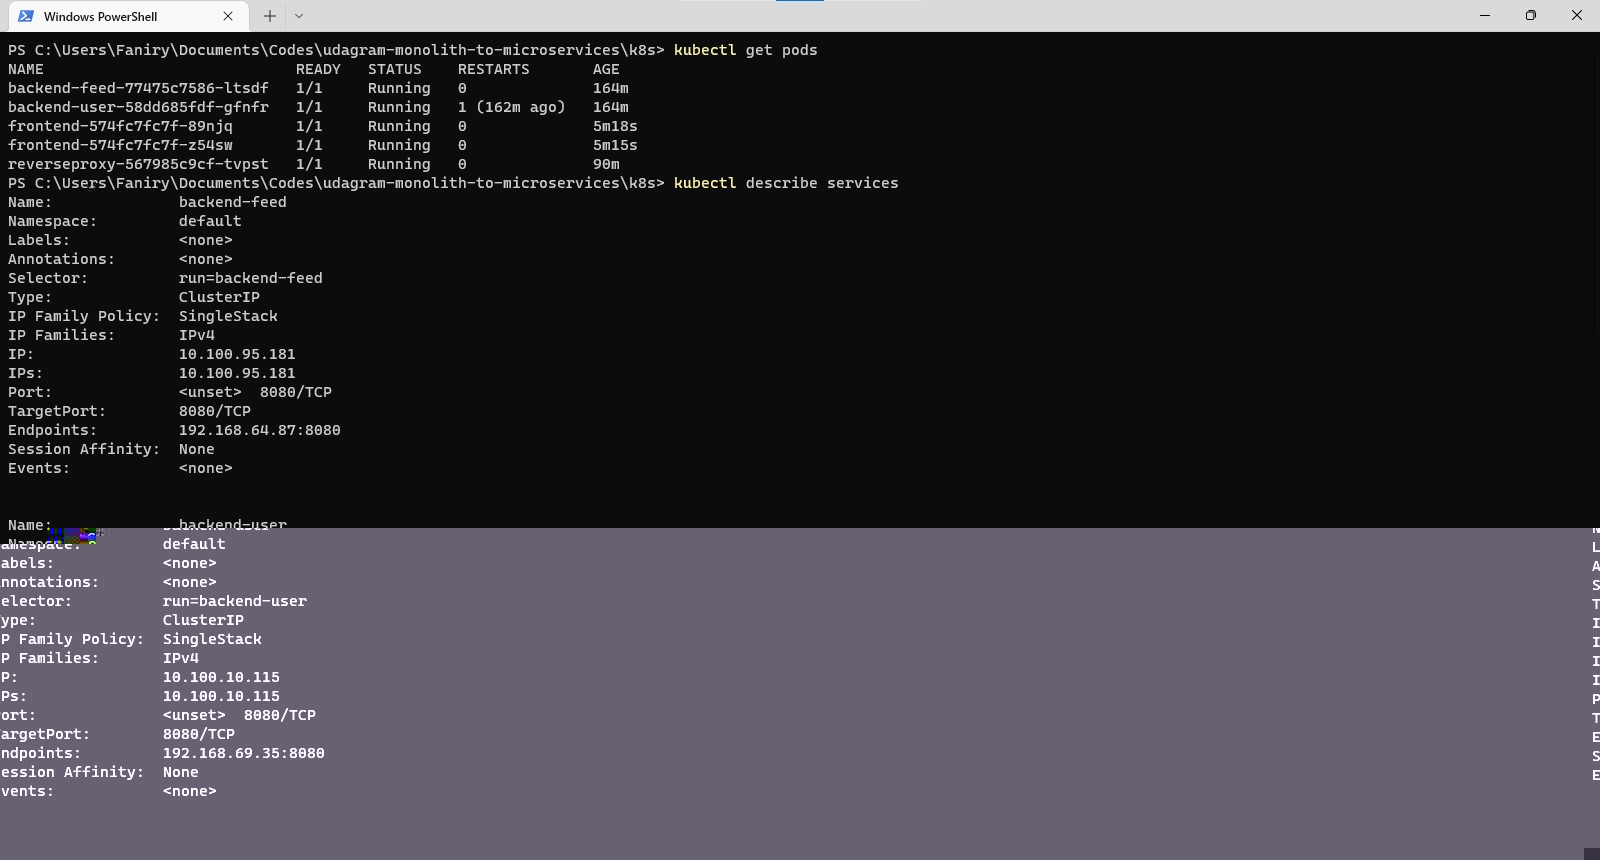 Windows PowerShell
PS C:\Users\Faniry\Documents\Codes\udagram-monolith-to-microservices\k8s> kubectl get pods
NAME READY STATUS RESTARTS AGE
backend-feed-77475c7586-ltsdf 1/1 Running 0 164m
backend-user-58dd685fdf-gfnfr 1/1 Running 1 (162m ago) 164m
frontend-574fc7fc7f-89njq 1/1 Running 0 5m18s
frontend-574fc7fc7f-z54sw 1/1 Running 0 5m15s
reverseproxy-567985c9cf-tvpst 1/1 Running 0 90m
PS C:\Users\Faniry\Documents\Codes\udagram-monolith-to-microservices\k8s> kubectl describe services
Name: backend-feed
Namespace: default
Labels: <none>
Annotations: <none>
Selector: run=backend-feed
Type: ClusterIP
IP Family Policy: SingleStack
IP Families: IPv4
IP: 10.100.95.181
IPs: 10.100.95.181
Port: <unset> 8080/TCP
TargetPort: 8080/TCP
Endpoints: 192.168.64.87:8080
Session Affinity: None
Events: <none>
Name: backend-user
default
abels: <none> L
nnotations: <none> A
elector: run=backend-user S
ype: ClusterIP T
P Family Policy: SingleStack I
P Families: IPv4 I
P: 10.100.10.115 I
Ps: 10.100.10.115 I
ort: <unset> 8080/TCP P
argetPort: 8080/TCP T
ndpoints: 192.168.69.35:8080 E
ession Affinity: None S
vents: <none> E